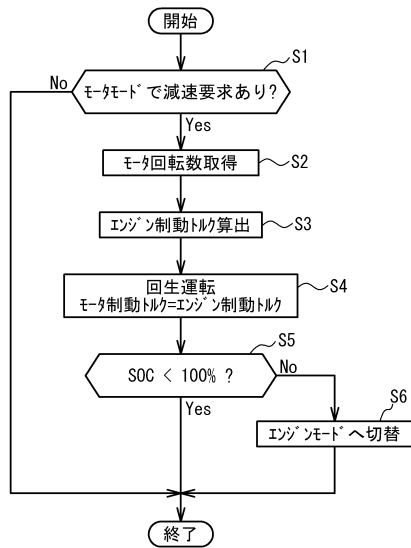 開始
S1
No
ﾓｰﾀﾓｰﾄﾞで減速要求あり?
Yes
ﾓｰﾀ回転数取得
S2
ｴﾝｼﾞﾝ制動ﾄﾙｸ算出
S3
回生運転
ﾓｰﾀ制動ﾄﾙｸ=ｴﾝｼﾞﾝ制動ﾄﾙｸ
S4
S5
SOC < 100% ?
No
Yes
S6
ｴﾝｼﾞﾝﾓｰﾄﾞへ切替
終了